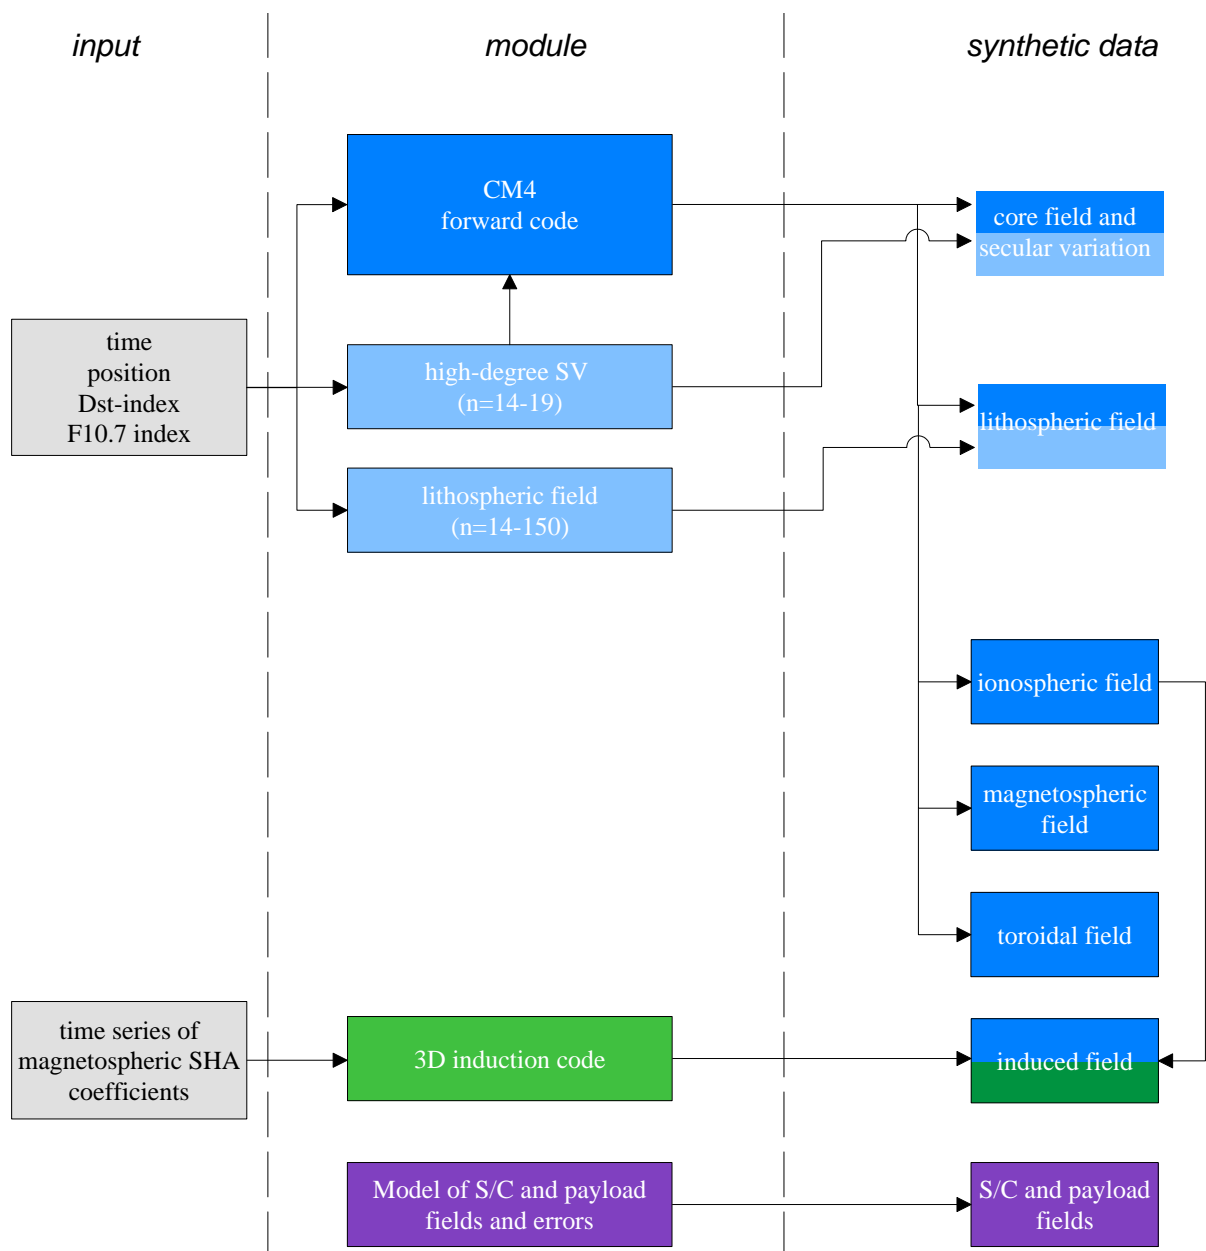 input
module
synthetic data
CM4
forward code
core field and
secular variation
time
position
Dst-index
F10.7 index
high-degree SV
(n=14-19)
lithospheric field
lithospheric field
(n=14-150)
ionospheric field
magnetospheric
field
toroidal field
time series of
magnetospheric SHA
coefficients
3D induction code
induced field
Model of S/C and payload
fields and errors
S/C and payload
fields